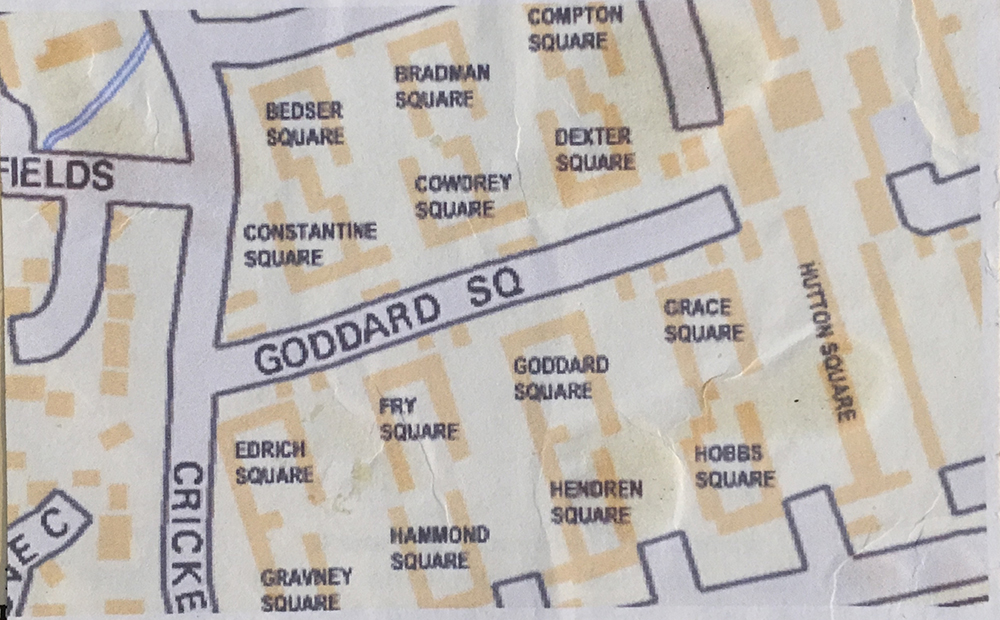 COMPTON
SQUARE
BRADMAN
SQUARE
BEDSER
SQUARE
DEXTER
SQUARE
FIELDS
COWDREY
SQUARE
CONSTANTINE
SQUARE
GODDARD SQ
GRACE
SQUARE
HUTTON SQUARE
GODDARD
SQUARE
FRY
SQUARE
EDRICH
SQUARE
HOBBS
SQUARE
CRICKE
HENDREN
SQUARE
HAMMOND
SQUARE
GRAVNEY
SQUARE
E C